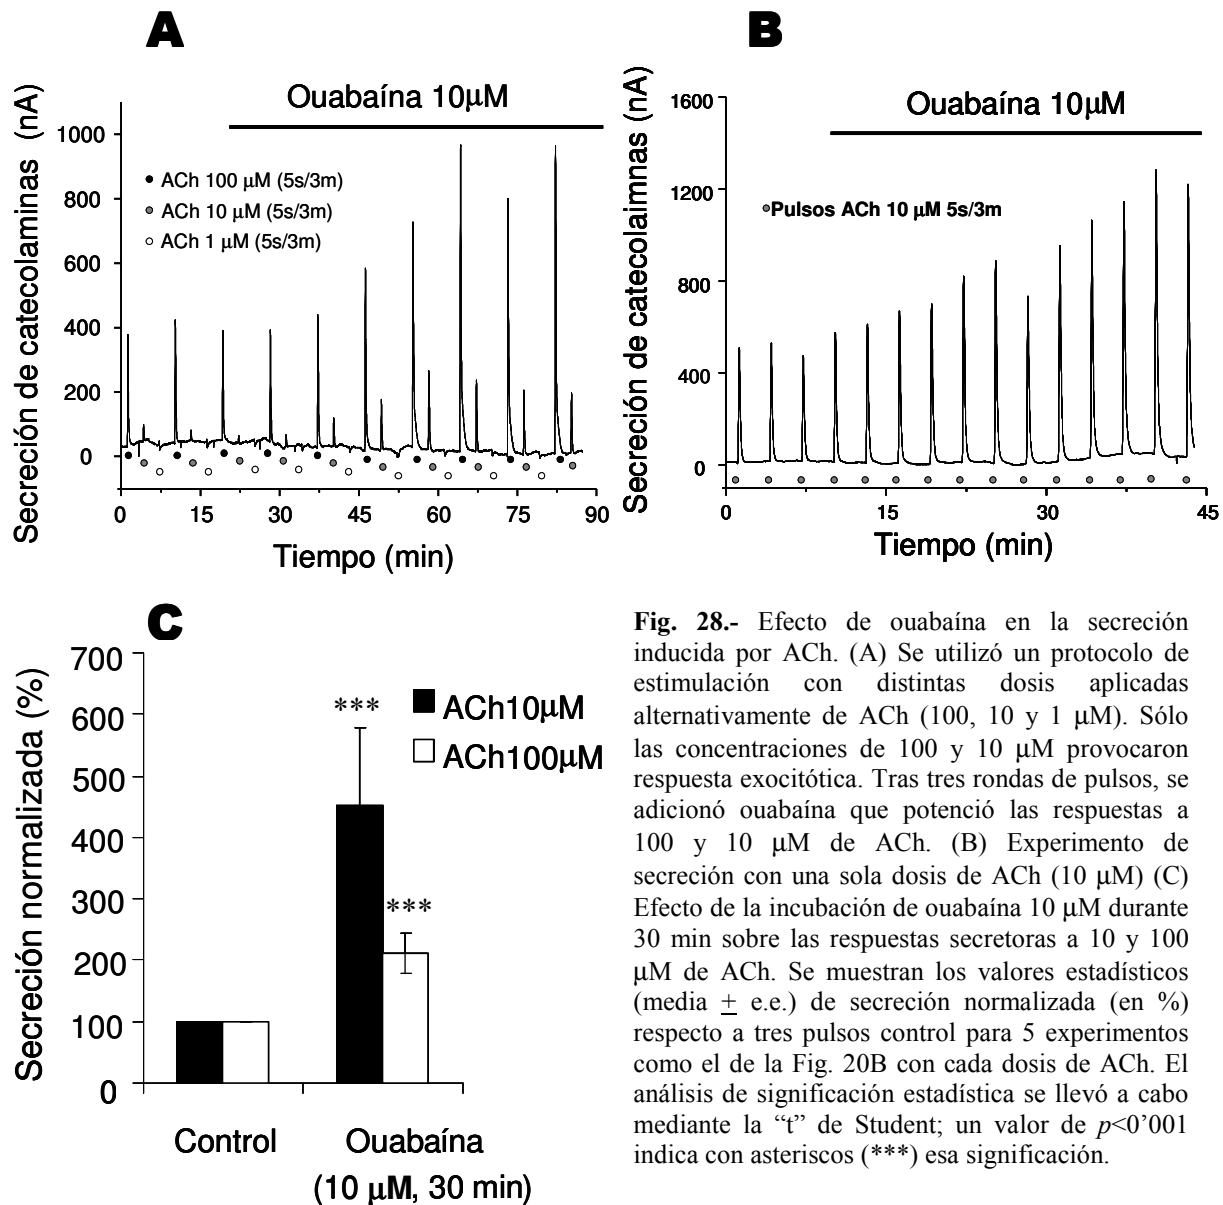 A
Ouabaína 10μM
Secreción de catecolaminas (nA)
1000
800
600
400
200
0
ACh 100 μM (5s/3m)
ACh 10 μM (5s/3m)
ACh 1 μM (5s/3m)
0 15 30 45 60 75 90
Tiempo (min)
B
Ouabaína 10μM
Secreción de catecolaimnas (nA)
1600
1200
800
400
0
Pulsos ACh 10 μM 5s/3m
0 15 30 45
Tiempo (min)
C
Secreción normalizada (%)
700
600
500
400
300
200
100
0
***
***
ACh10μM
ACh100μM
Control
Ouabaína
(10 μM, 30 min)
Fig. 28.- Efecto de ouabaína en la secreción
inducida por ACh. (A) Se utilizó un protocolo de
estimulación con distintas dosis aplicadas
alternativamente de ACh (100, 10 y 1 μM). Sólo
las concentraciones de 100 y 10 μM provocaron
respuesta exocitótica. Tras tres rondas de pulsos, se
adicionó ouabaína que potenció las respuestas a
100 y 10 μM de ACh. (B) Experimento de
secreción con una sola dosis de ACh (10 μM) (C)
Efecto de la incubación de ouabaína 10 μM durante
30 min sobre las respuestas secretoras a 10 y 100
μM de ACh. Se muestran los valores estadísticos
(media ± e.e.) de secreción normalizada (en %)
respecto a tres pulsos control para 5 experimentos
como el de la Fig. 20B con cada dosis de ACh. El
análisis de significación estadística se llevó a cabo
mediante la “t” de Student; un valor de p<0’001
indica con asteriscos (***) esa significación.